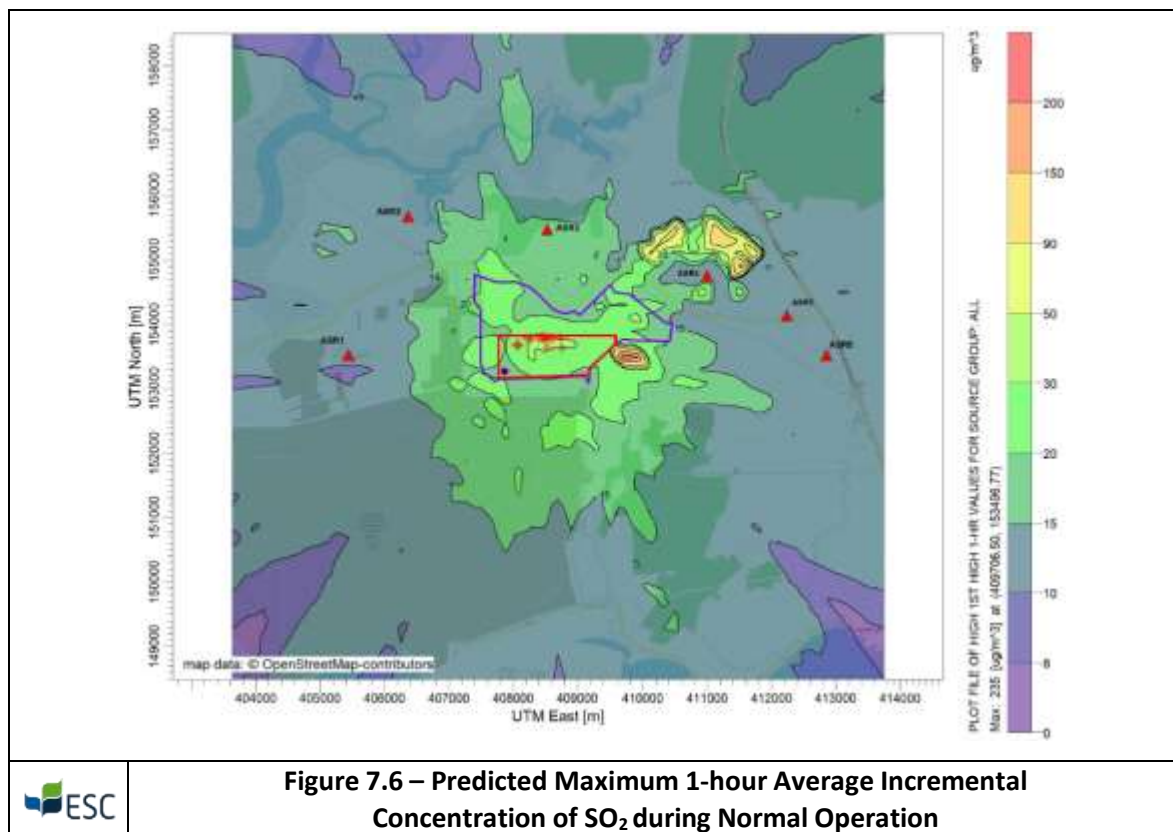 158000
157000
156000
155000
154000
153000
152000
151000
150000
149000
UTM North [m]
404000 405000 406000 407000 408000 409000 410000 411000 412000 413000 414000
UTM East [m]
map data: © OpenStreetMap-contributors
ASR1
ASR2
ASR3
PLOT FILE OF HIGH 1ST HIGH 1-HR VALUES FOR SOURCE GROUP: ALL
Max: 235 [ug/m^3] at (409706.50, 153496.77)
ug/m^3
200
150
90
50
30
20
15
10
8
0
ESC
Figure 7.6 – Predicted Maximum 1-hour Average Incremental
Concentration of SO₂ during Normal Operation